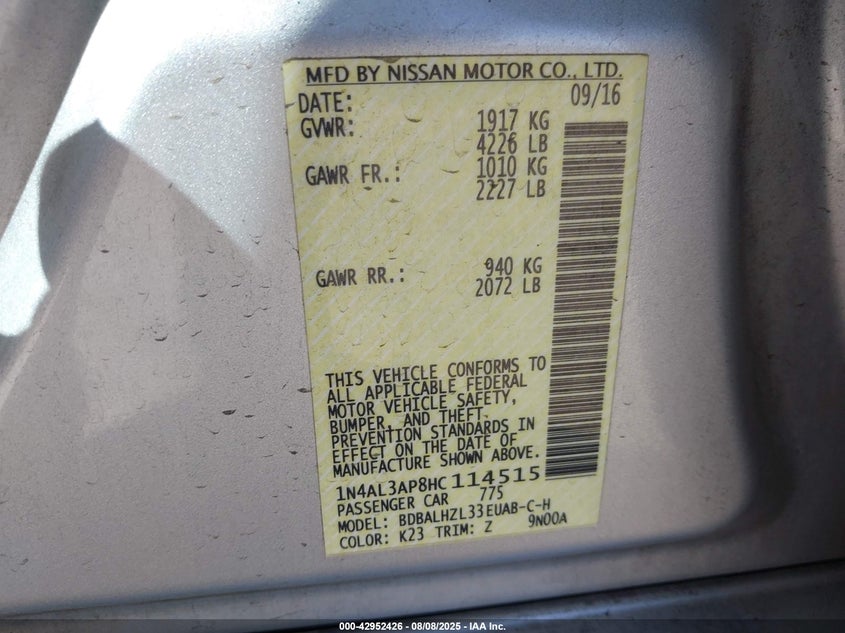 MFD BY NISSAN MOTOR CO., LTD.
DATE: 09/16
GVWR: 1917 KG
4226 LB
GAWR FR.: 1010 KG
2227 LB
GAWR RR.: 940 KG
2072 LB
THIS VEHICLE CONFORMS TO
ALL APPLICABLE FEDERAL
MOTOR VEHICLE SAFETY,
BUMPER, AND THEFT
PREVENTION STANDARDS IN
EFFECT ON THE DATE OF
MANUFACTURE SHOWN ABOVE.
1N4AL3AP8HC114515
PASSENGER CAR 775
MODEL: BDBALHZL33EUAB-C-H
COLOR: K23 TRIM: Z 9N00A
000-42952426 - 08/08/2025 - IAA Inc.